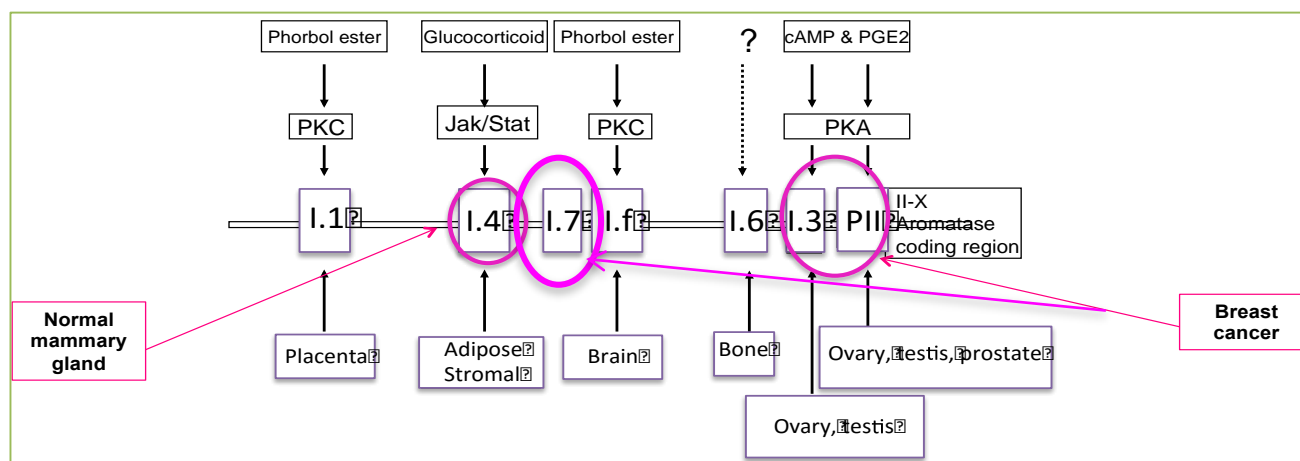 Phorbol ester
Glucocorticoid
Phorbol ester
?
cAMP & PGE2
PKC
Jak/Stat
PKC
PKA
I.1
I.4
I.7
I.f
I.6
I.3
PII
II-X
Aromatase
coding region
Normal
mammary
gland
Breast
cancer
Placenta
Adipose
Stromal
Brain
Bone
Ovary, testis, prostate
Ovary, testis